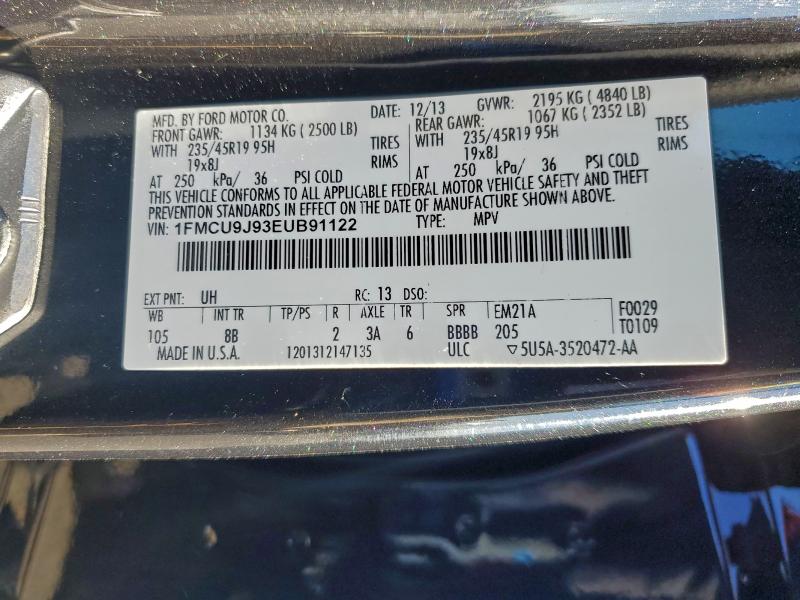 MFD. BY FORD MOTOR CO.
DATE: 12/13 GVWR: 2195 KG ( 4840 LB)
FRONT GAWR: 1134 KG ( 2500 LB) REAR GAWR: 1067 KG ( 2352 LB)
WITH 235/45R19 95H TIRES WITH 235/45R19 95H TIRES
19x8J RIMS 19x8J RIMS
AT 250 kPa/ 36 PSI COLD AT 250 kPa/ 36 PSI COLD
THIS VEHICLE CONFORMS TO ALL APPLICABLE FEDERAL MOTOR VEHICLE SAFETY AND THEFT
PREVENTION STANDARDS IN EFFECT ON THE DATE OF MANUFACTURE SHOWN ABOVE.
VIN: 1FMCU9J93EUB91122 TYPE: MPV
EXT PNT: UH RC: 13 DSO:
WB INT TR TP/PS R AXLE TR SPR EM21A F0029
105 8B 2 3A 6 BBBB 205 T0109
MADE IN U.S.A. 1201312147135 ULC ▽5U5A-3520472-AA